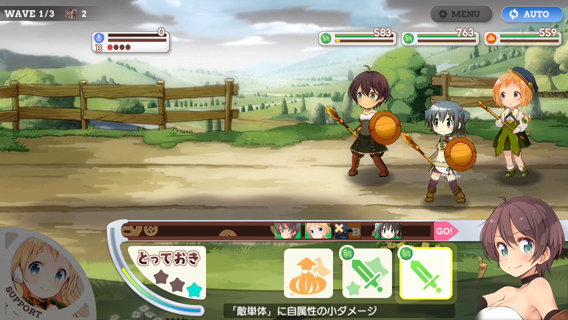 WAVE 1/3 2
MENU
AUTO
0
B
583
763
559
GO!
とっておき
SUPPORT
「敵単体」に自属性の小ダメージ